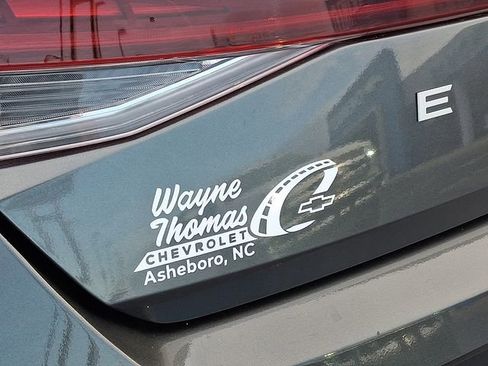 E
Wayne
Thomas
CHEVROLET
Asheboro, NC